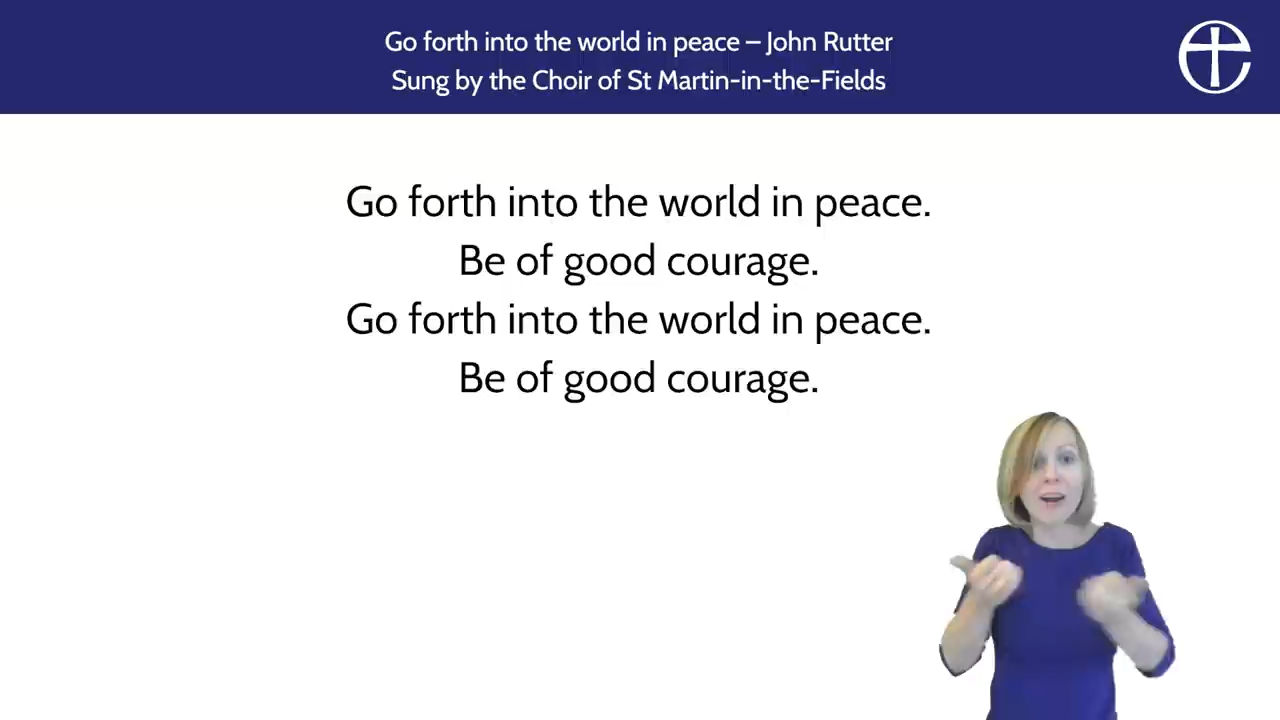 Go forth into the world in peace – John Rutter
Sung by the Choir of St Martin-in-the-Fields
Go forth into the world in peace.
Be of good courage.
Go forth into the world in peace.
Be of good courage.